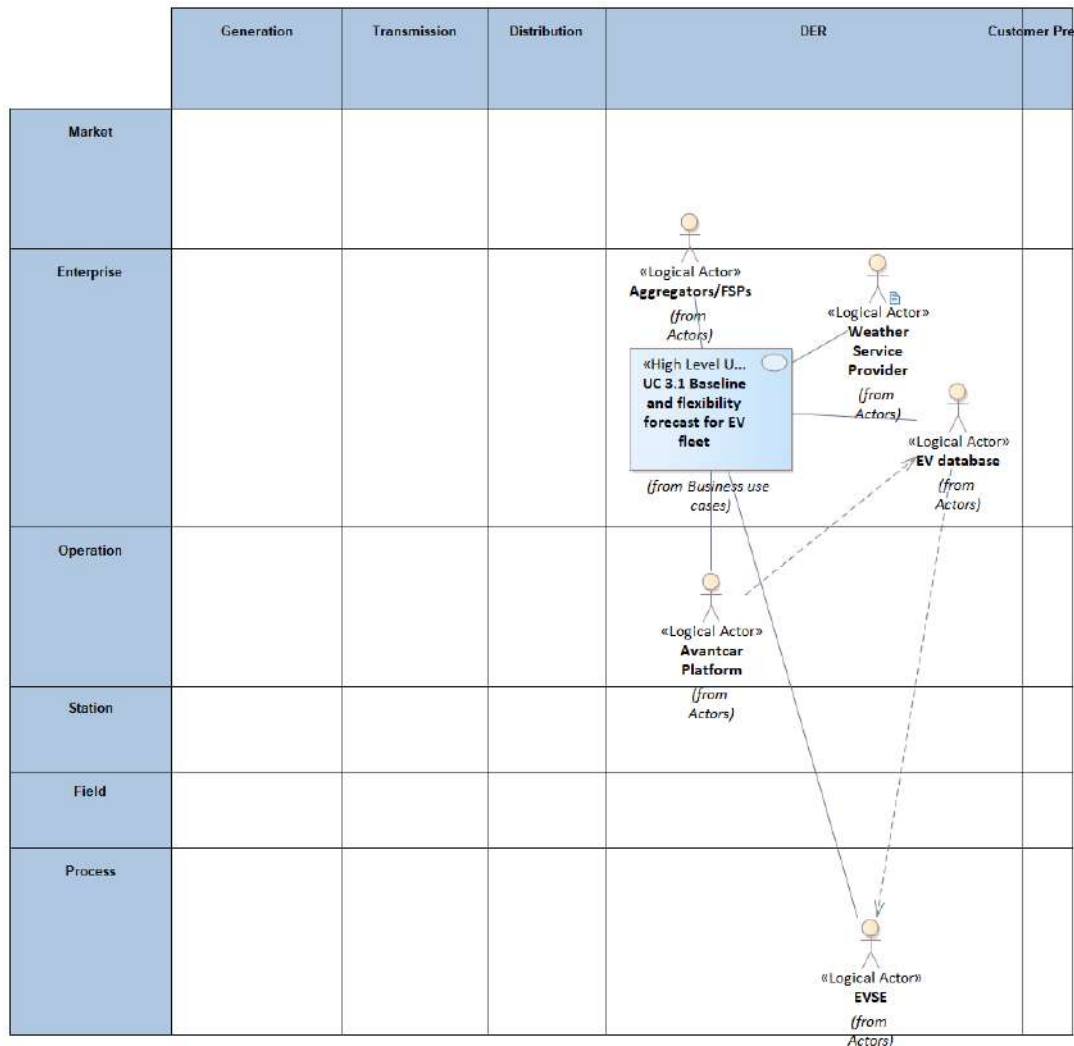 Generation
Transmission
Distribution
DER
Customer Pre
Market
Enterprise
«Logical Actor»
Aggregators/FSPs
(from
Actors)
«Logical Actor»
Weather
Service
Provider
(from
Actors)
«High Level U...
UC 3.1 Baseline
and flexibility
forecast for EV
fleet
(from Business use
cases)
«Logical Actor»
EV database
(from
Actors)
Operation
«Logical Actor»
Avantcar
Platform
(from
Actors)
Station
Field
Process
«Logical Actor»
EVSE
(from
Actors)